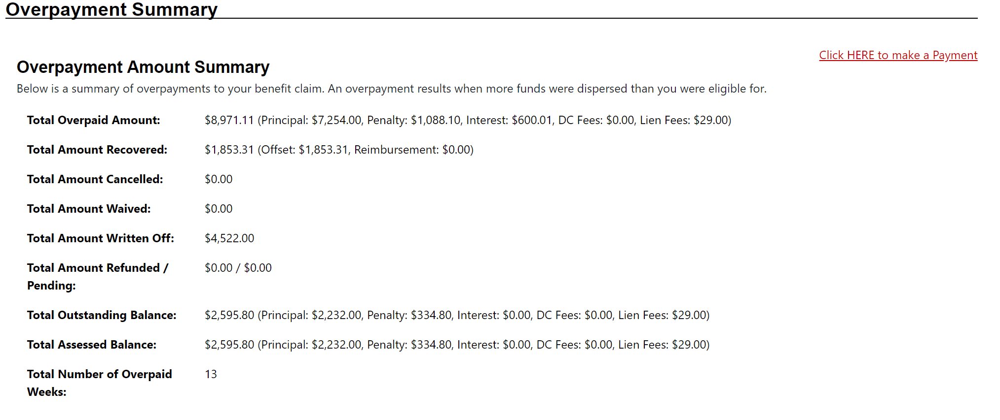 Overpayment Summary
Click HERE to make a Payment
Overpayment Amount Summary
Below is a summary of overpayments to your benefit claim. An overpayment results when more funds were dispersed than you were eligible for.
Total Overpaid Amount: $8,971.11 (Principal: $7,254.00, Penalty: $1,088.10, Interest: $600.01, DC Fees: $0.00, Lien Fees: $29.00)
Total Amount Recovered: $1,853.31 (Offset: $1,853.31, Reimbursement: $0.00)
Total Amount Cancelled: $0.00
Total Amount Waived: $0.00
Total Amount Written Off: $4,522.00
Total Amount Refunded / $0.00 / $0.00
Pending:
Total Outstanding Balance: $2,595.80 (Principal: $2,232.00, Penalty: $334.80, Interest: $0.00, DC Fees: $0.00, Lien Fees: $29.00)
Total Assessed Balance: $2,595.80 (Principal: $2,232.00, Penalty: $334.80, Interest: $0.00, DC Fees: $0.00, Lien Fees: $29.00)
Total Number of Overpaid 13
Weeks: